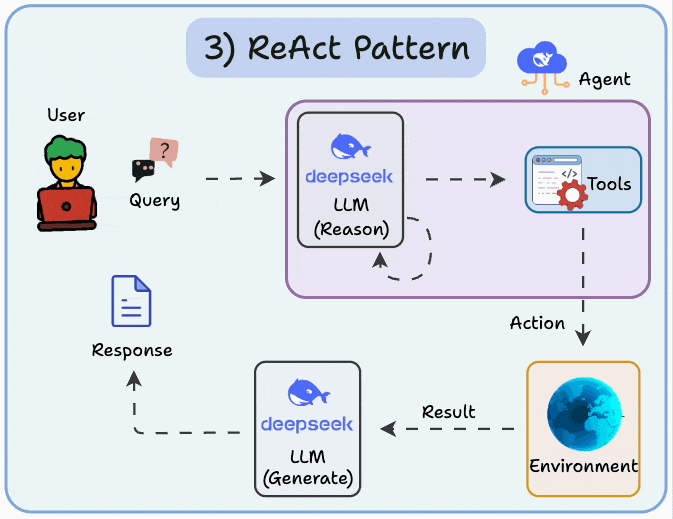 3) ReAct Pattern
Agent
User
?
Query
deepseek
LLM
(Reason)
</>
Tools
Action
Response
deepseek
LLM
(Generate)
Result
Environment